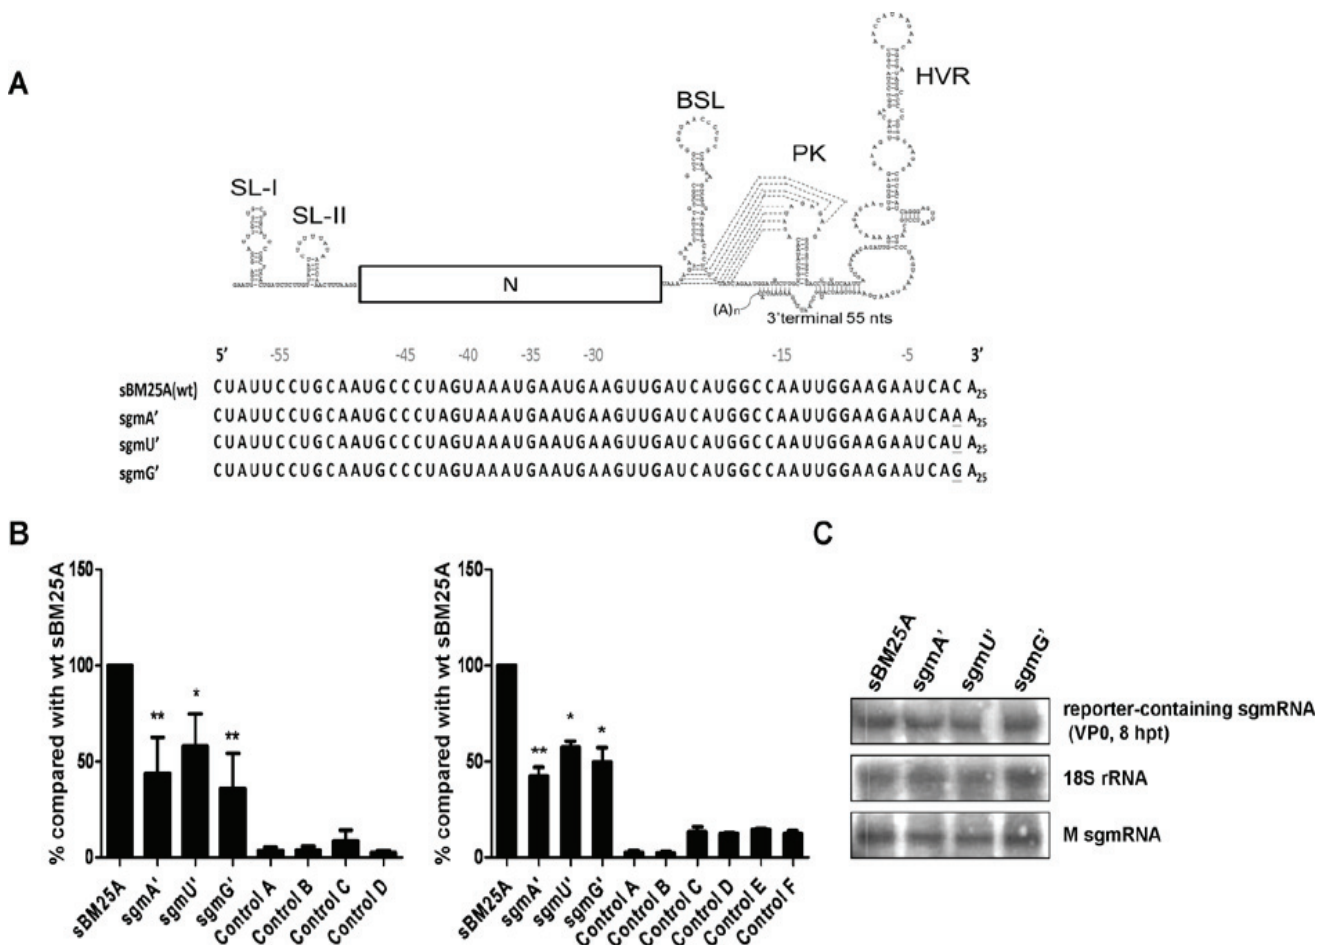 A
SL-I
SL-II
N
BSL
PK
HVR
(A)n
3'terminal 55 nts
5' -55 -45 -40 -35 -30 -15 -5 3'
sBM25A(wt) CUAUUCCUGCAAUGCCCUAGUAAAUGAAUGAAGUUGAUCAUGGCCAAUUGGAAGAAUCAC A25
sgmA' CUAUUCCUGCAAUGCCCUAGUAAAUGAAUGAAGUUGAUCAUGGCCAAUUGGAAGAAUCAA A25
sgmU' CUAUUCCUGCAAUGCCCUAGUAAAUGAAUGAAGUUGAUCAUGGCCAAUUGGAAGAAUCAU A25
sgmG' CUAUUCCUGCAAUGCCCUAGUAAAUGAAUGAAGUUGAUCAUGGCCAAUUGGAAGAAUCAG A25
B
% compared with wt sBM25A
150
100
50
0
** * **
sBM25A
sgmA'
sgmU'
sgmG'
Control A
Control B
Control C
Control D
% compared with wt sBM25A
150
100
50
0
** * *
sBM25A
sgmA'
sgmU'
sgmG'
Control A
Control B
Control C
Control D
Control E
Control F
C
sBM25A
sgmA'
sgmU'
sgmG'
reporter-containing sgmRNA
(VP0, 8 hpt)
18S rRNA
M sgmRNA